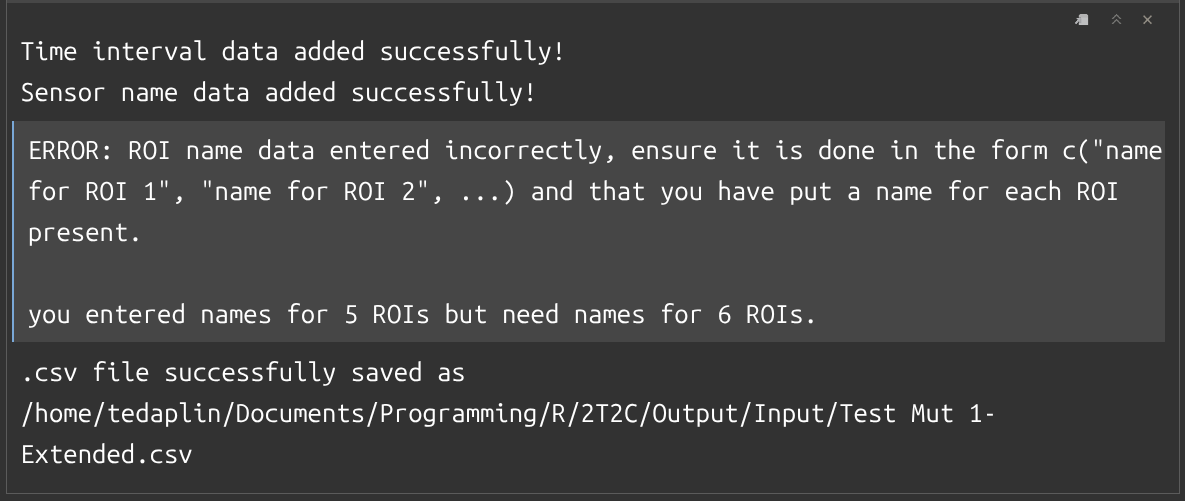 Time interval data added successfully!
Sensor name data added successfully!
ERROR: ROI name data entered incorrectly, ensure it is done in the form c("name
for ROI 1", "name for ROI 2", ...) and that you have put a name for each ROI
present.
you entered names for 5 ROIs but need names for 6 ROIs.
.csv file successfully saved as
/home/tedaplin/Documents/Programming/R/2T2C/Output/Input/Test Mut 1-
Extended.csv